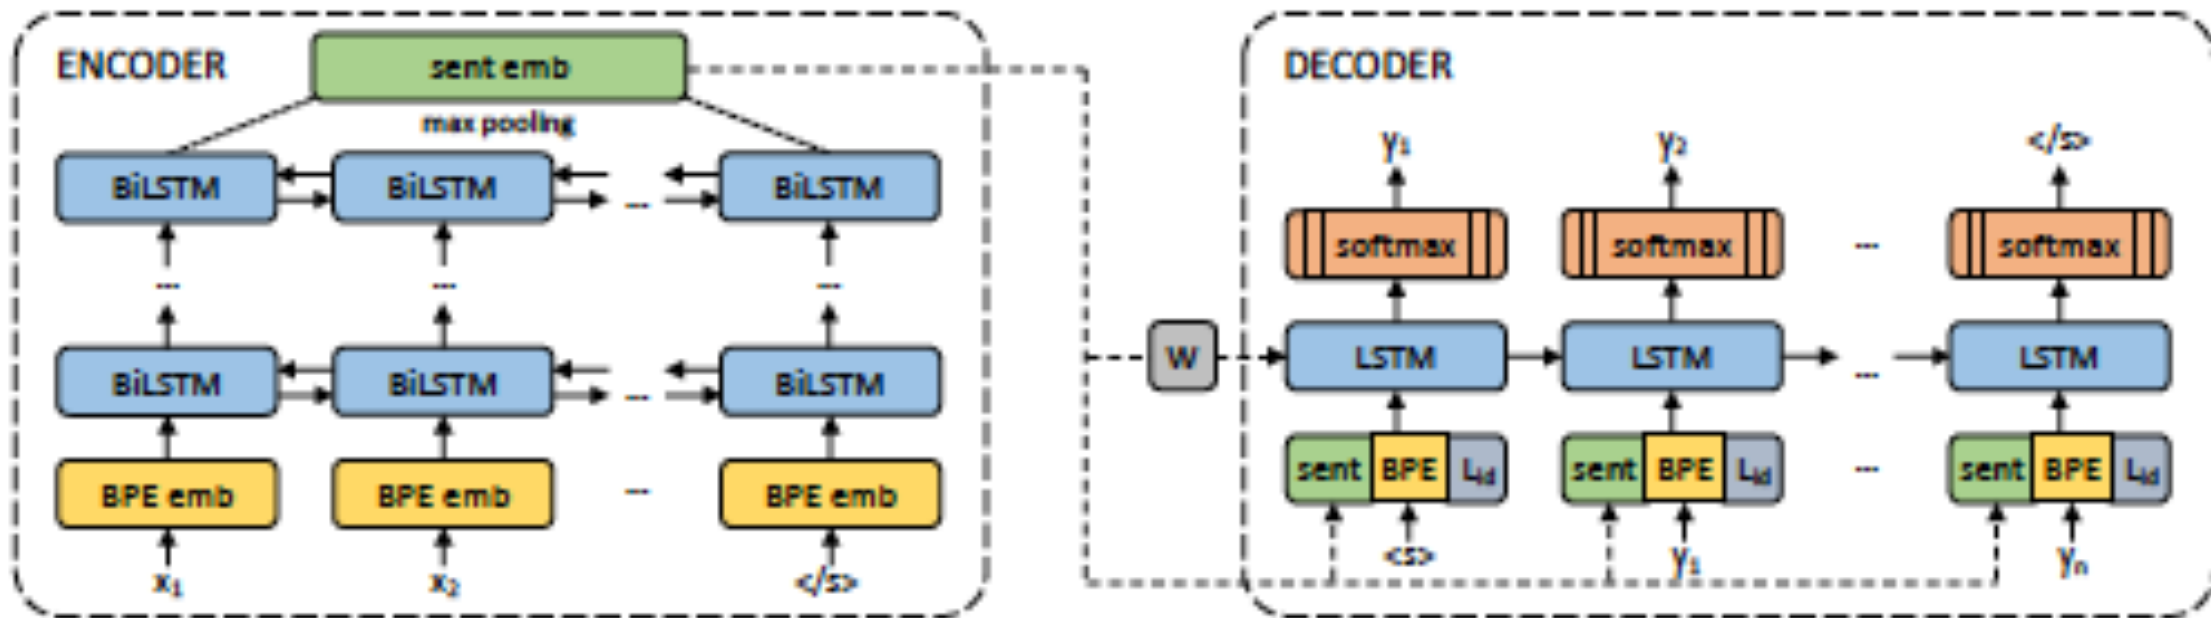 ENCODER
sent emb
max pooling
BiLSTM BiLSTM ... BiLSTM
... ... ...
BiLSTM BiLSTM ... BiLSTM
BPE emb BPE emb ... BPE emb
x₁ x₂ </s>
W
DECODER
y₁ y₂ </s>
softmax softmax ... softmax
LSTM LSTM ... LSTM
sent BPE Lid sent BPE Lid ... sent BPE Lid
<s> y₁ yₙ